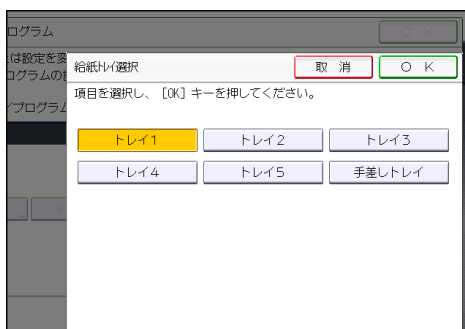 ログラム
OK
は設定を変
ログラムの
プログラム
給紙トレイ選択
取 消
O K
項目を選択し、 [OK] キーを押してください。
トレイ1
トレイ2
トレイ3
トレイ4
トレイ5
手差しトレイ